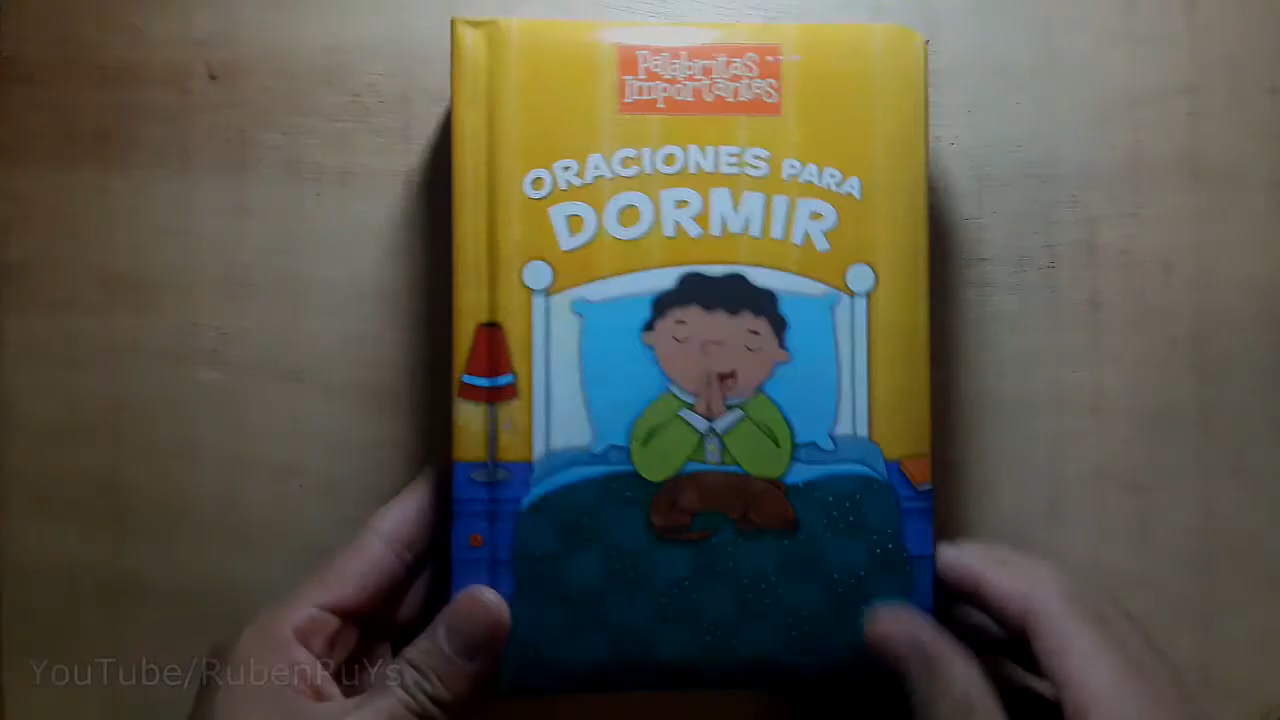 Palabritas
Importantes
ORACIONES PARA
DORMIR
YouTube/RubenRuYs